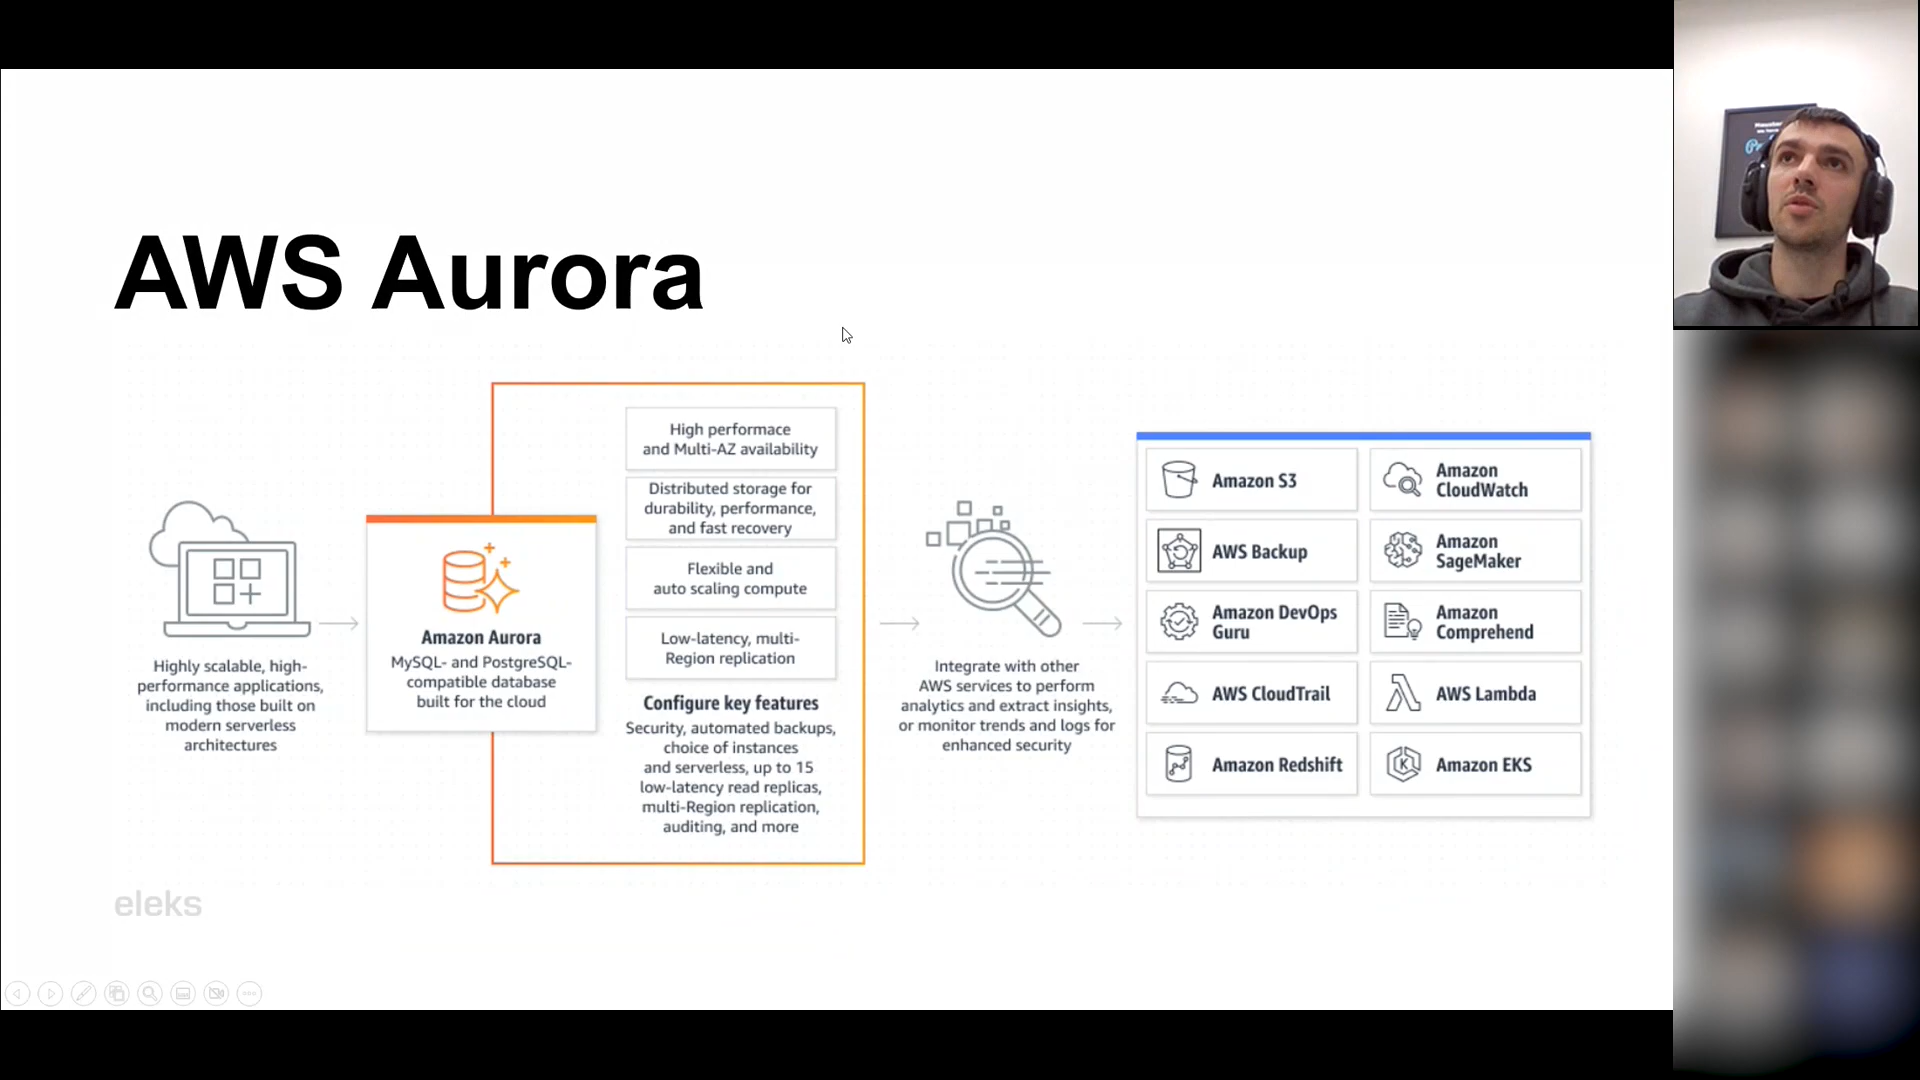 AWS Aurora
Highly scalable, high-
performance applications,
including those built on
modern serverless
architectures
Amazon Aurora
MySQL- and PostgreSQL-
compatible database
built for the cloud
High performace
and Multi-AZ availability
Distributed storage for
durability, performance,
and fast recovery
Flexible and
auto scaling compute
Low-latency, multi-
Region replication
Configure key features
Security, automated backups,
choice of instances
and serverless, up to 15
low-latency read replicas,
multi-Region replication,
auditing, and more
Integrate with other
AWS services to perform
analytics and extract insights,
or monitor trends and logs for
enhanced security
Amazon S3
Amazon
CloudWatch
AWS Backup
Amazon
SageMaker
Amazon DevOps
Guru
Amazon
Comprehend
AWS CloudTrail
AWS Lambda
Amazon Redshift
Amazon EKS
eleks